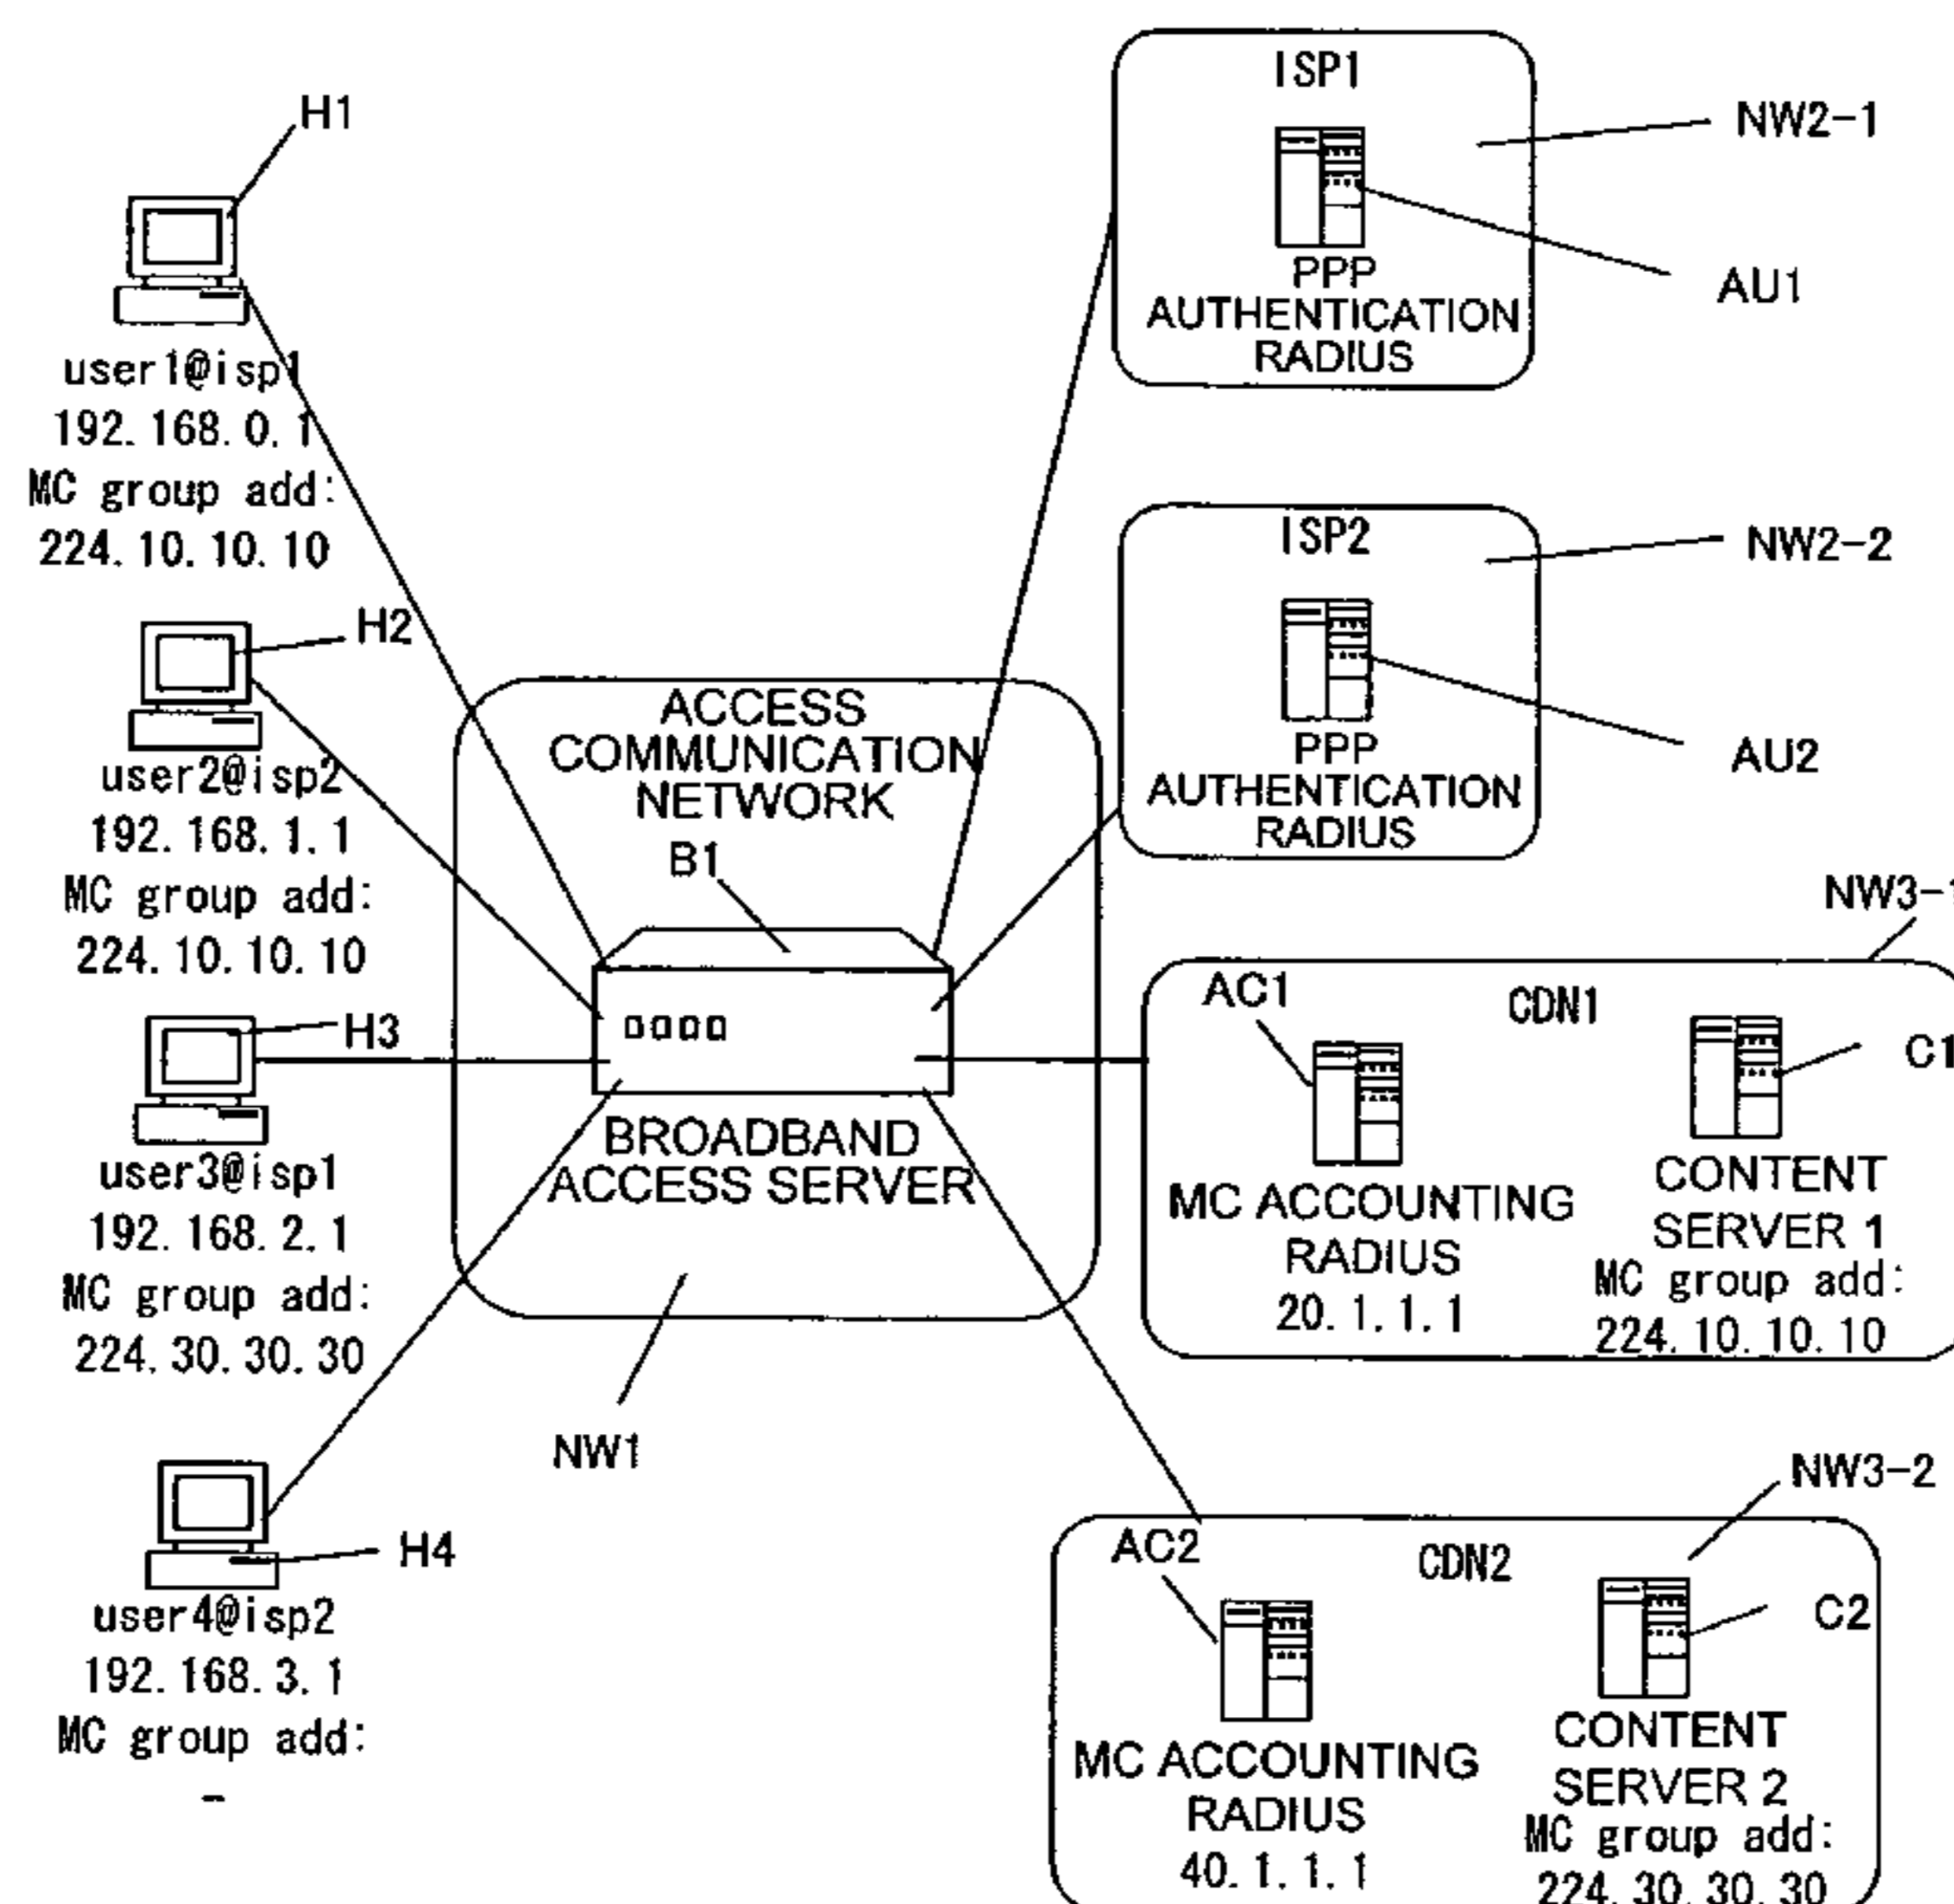 H1
user1@isp1
192.168.0.1
MC group add:
224.10.10.10
H2
user2@isp2
192.168.1.1
MC group add:
224.10.10.10
H3
user3@isp1
192.168.2.1
MC group add:
224.30.30.30
H4
user4@isp2
192.168.3.1
MC group add:
-
ACCESS
COMMUNICATION
NETWORK
B1
BROADBAND
ACCESS SERVER
NW1
ISP1
NW2-1
AU1
PPP
AUTHENTICATION
RADIUS
ISP2
NW2-2
AU2
PPP
AUTHENTICATION
RADIUS
NW3-1
AC1
CDN1
C1
MC ACCOUNTING
RADIUS
20.1.1.1
CONTENT
SERVER 1
MC group add:
224.10.10.10
NW3-2
AC2
CDN2
C2
MC ACCOUNTING
RADIUS
40.1.1.1
CONTENT
SERVER 2
MC group add:
224.30.30.30